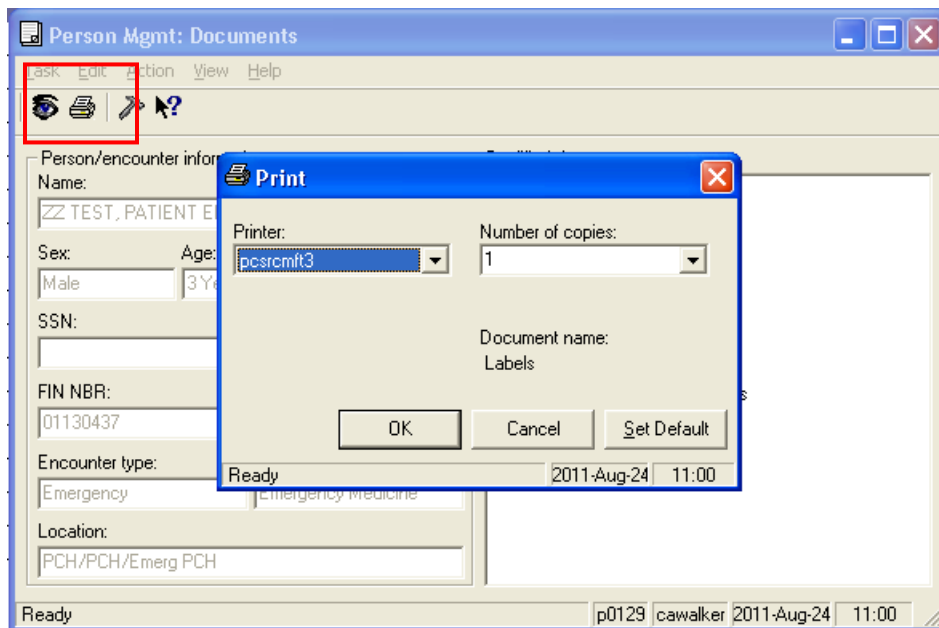 Person Mgmt: Documents
Task Edit Action View Help
Person/encounter infor
Name:
ZZ TEST, PATIENT E
Sex: Age:
Male 3 Ye
SSN:
FIN NBR:
01130437
Encounter type:
Emergency Emergency Medicine
Location:
PCH/PCH/Emerg PCH
Print
Printer: Number of copies:
pcsrcmft3 1
Document name:
Labels
OK Cancel Set Default
Ready 2011-Aug-24 11:00
s
Ready p0129 cawalker 2011-Aug-24 11:00